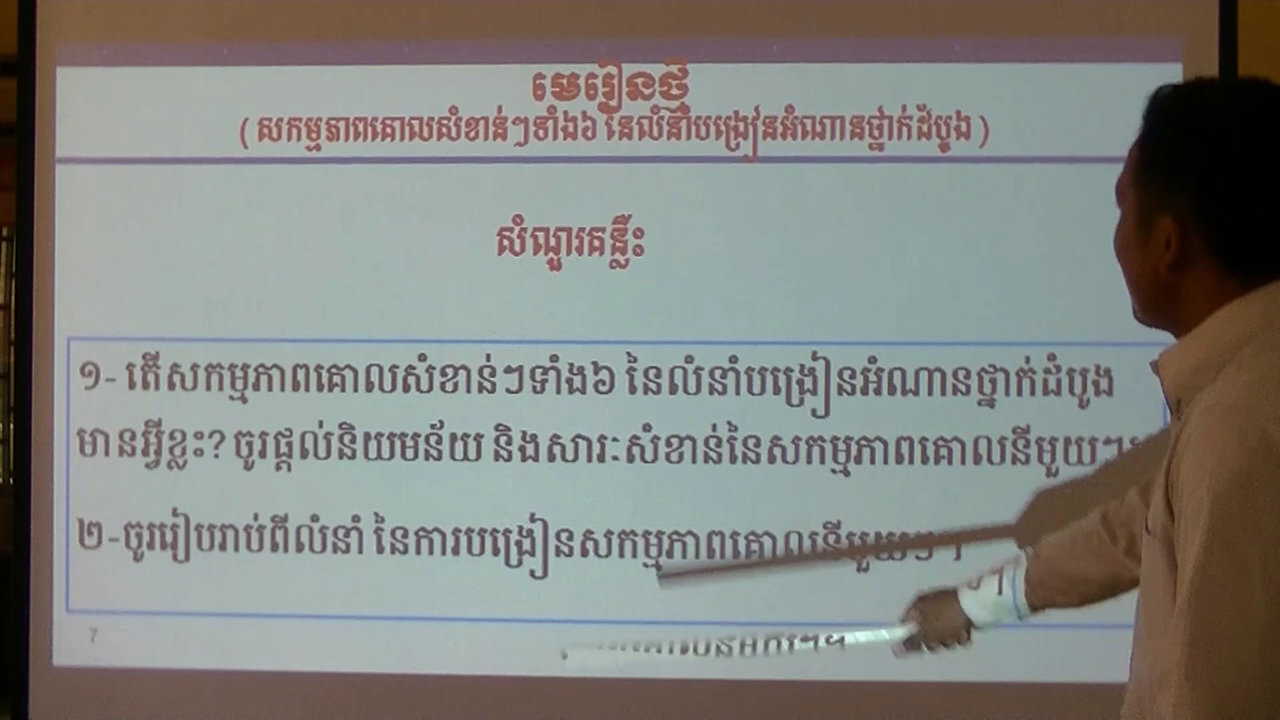 មេរៀនថ្មី
( សកម្មភាពគោលសំខាន់ៗទាំង៦ នៃលំនាំបង្រៀនអំណានថ្នាក់ដំបូង )
សំណួរគន្លឹះ
១- តើសកម្មភាពគោលសំខាន់ៗទាំង៦ នៃលំនាំបង្រៀនអំណានថ្នាក់ដំបូង
មានអ្វីខ្លះ? ចូរផ្តល់និយមន័យ និងសារៈសំខាន់នៃសកម្មភាពគោលនីមួយៗ។
២-ចូររៀបរាប់ពីលំនាំ នៃការបង្រៀនសកម្មភាពគោលនីមួយៗ។
7